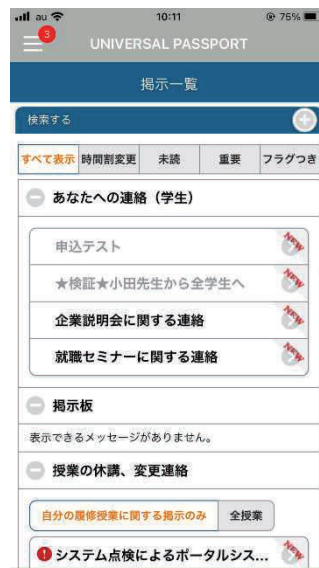 au 10:11 76%
3
UNIVERSAL PASSPORT
掲示一覧
検索する
すべて表示 時間割変更 未読 重要 フラグつき
あなたへの連絡（学生）
申込テスト NEW
★検証★小田先生から全学生へ NEW
企業説明会に関する連絡 NEW
就職セミナーに関する連絡 NEW
掲示板
表示できるメッセージがありません。
授業の休講、変更連絡
自分の履修授業に関する掲示のみ 全授業
システム点検によるポータルシス... NEW